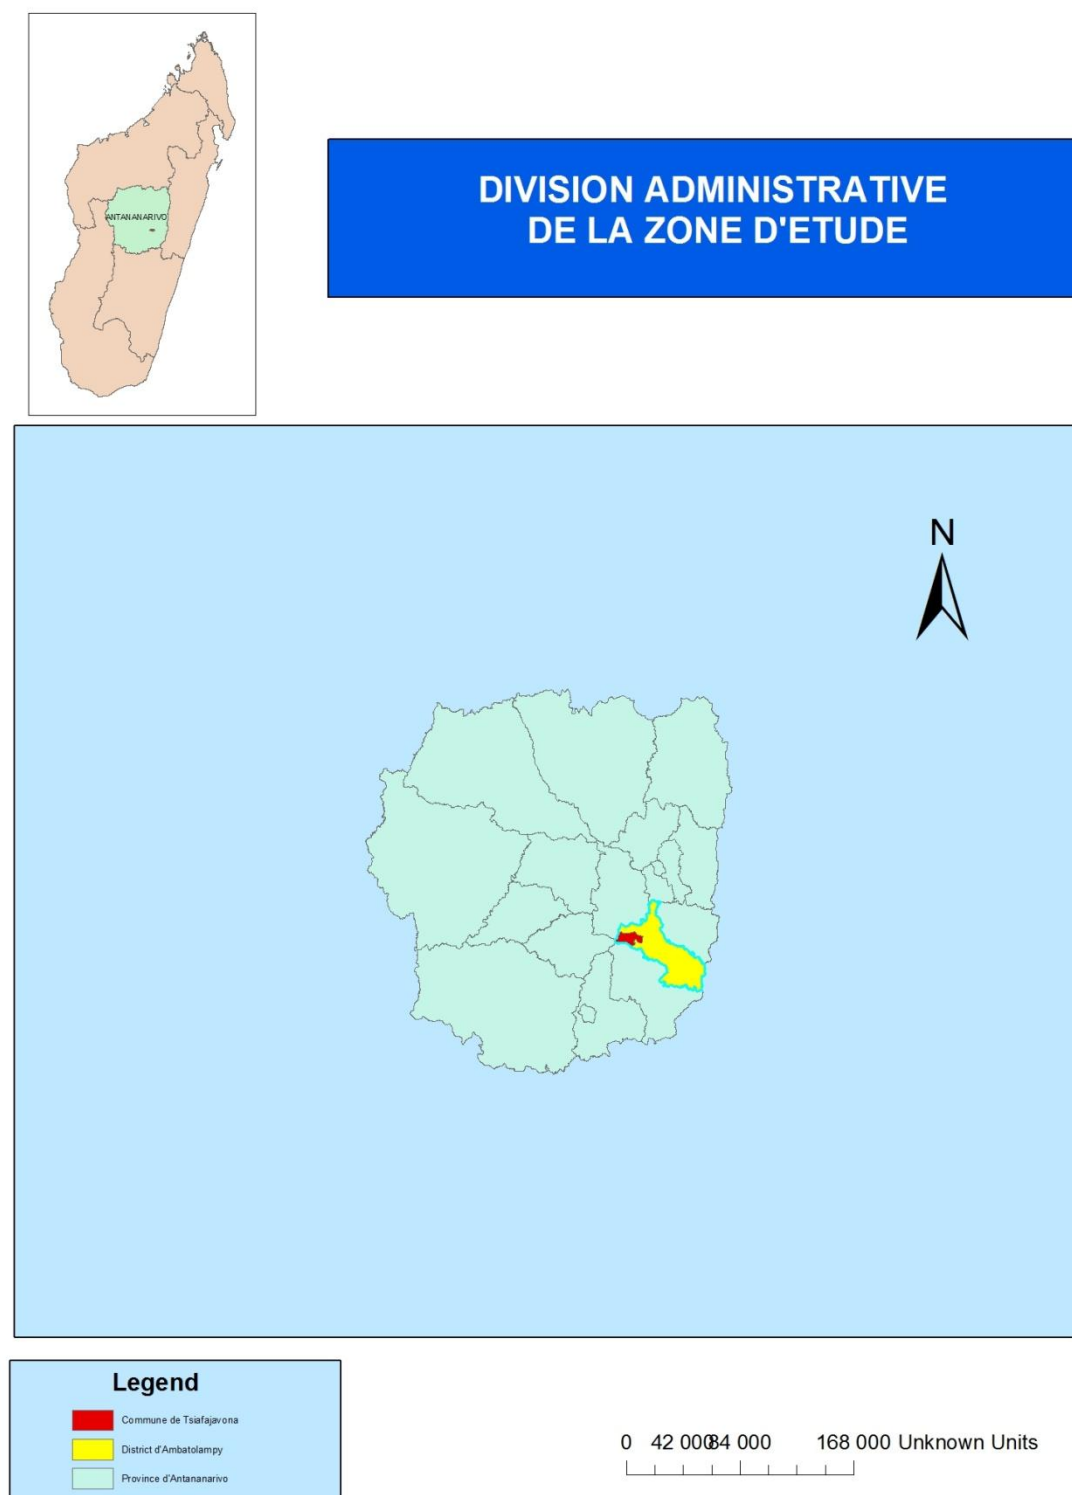 ANTANANARIVO
DIVISION ADMINISTRATIVE
DE LA ZONE D'ETUDE
N
Legend
Commune de Tsiafajavona
District d'Ambatolampy
Province d'Antananarivo
0 42 000 84 000 168 000 Unknown Units